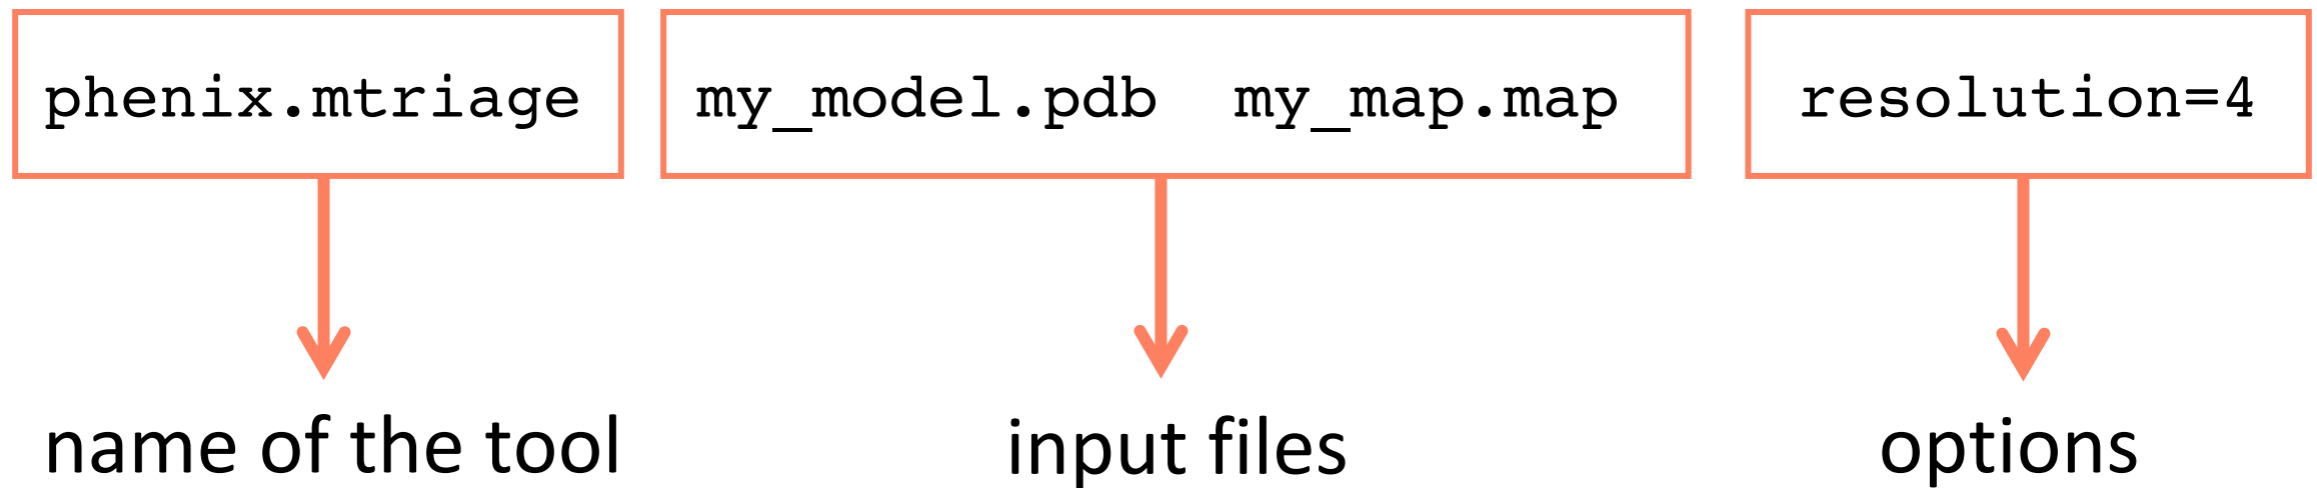 phenix.mtriage my_model.pdb my_map.map resolution=4
name of the tool input files options